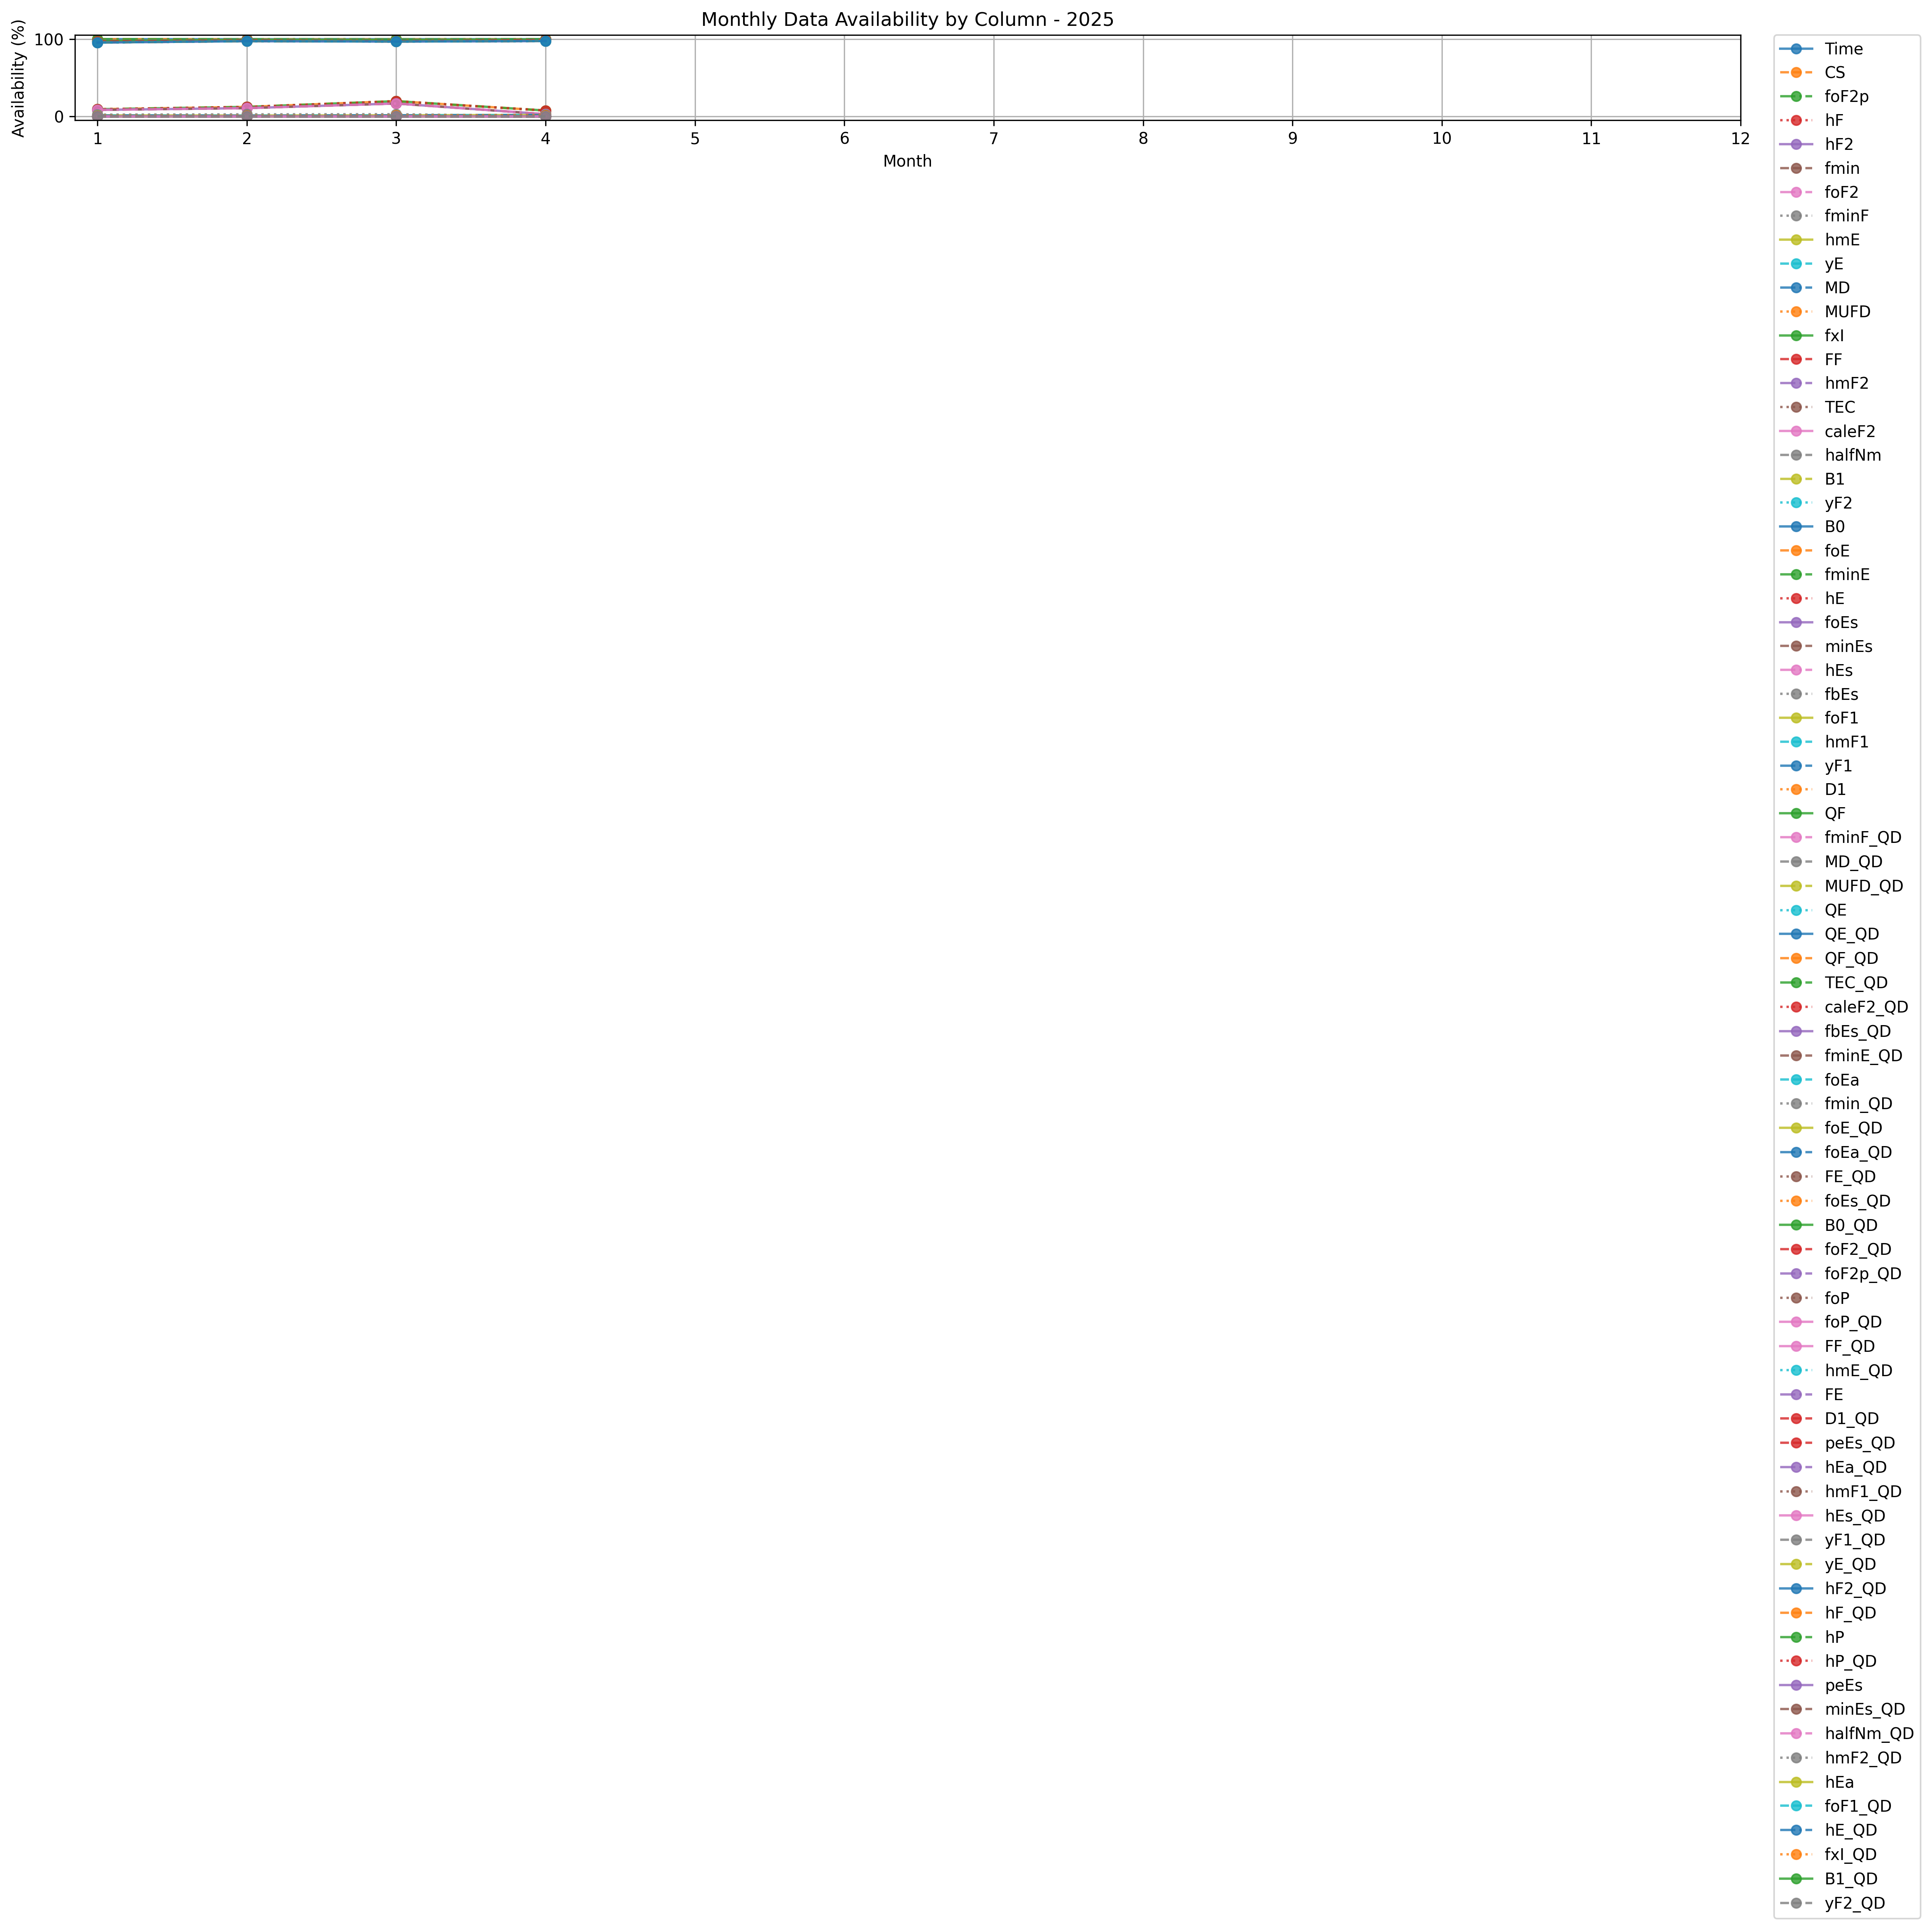 Monthly Data Availability by Column - 2025
Availability (%)
100
0
1 2 3 4 5 6 7 8 9 10 11 12
Month
Time
CS
foF2p
hF
hF2
fmin
foF2
fminF
hmE
yE
MD
MUFD
fxI
FF
hmF2
TEC
caleF2
halfNm
B1
yF2
B0
foE
fminE
hE
foEs
minEs
hEs
fbEs
foF1
hmF1
yF1
D1
QF
fminF_QD
MD_QD
MUFD_QD
QE
QE_QD
QF_QD
TEC_QD
caleF2_QD
fbEs_QD
fminE_QD
foEa
fmin_QD
foE_QD
foEa_QD
FE_QD
foEs_QD
B0_QD
foF2_QD
foF2p_QD
foP
foP_QD
FF_QD
hmE_QD
FE
D1_QD
peEs_QD
hEa_QD
hmF1_QD
hEs_QD
yF1_QD
yE_QD
hF2_QD
hF_QD
hP
hP_QD
peEs
minEs_QD
halfNm_QD
hmF2_QD
hEa
foF1_QD
hE_QD
fxI_QD
B1_QD
yF2_QD